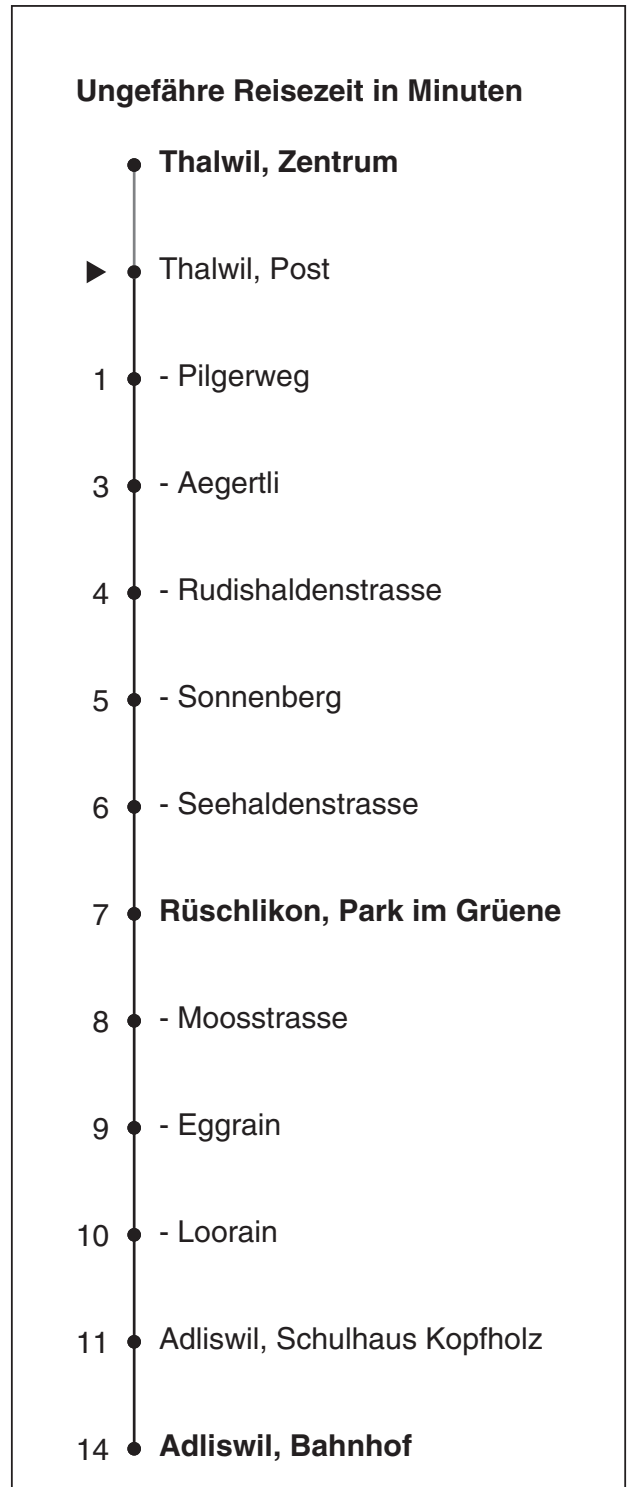 Ungefähre Reisezeit in Minuten
Thalwil, Zentrum
Thalwil, Post
1 - Pilgerweg
3 - Aegertli
4 - Rudishaldenstrasse
5 - Sonnenberg
6 - Seehaldenstrasse
7 Rüschlikon, Park im Grüene
8 - Moosstrasse
9 - Eggrain
10 - Loorain
11 Adliswil, Schulhaus Kopfholz
14 Adliswil, Bahnhof